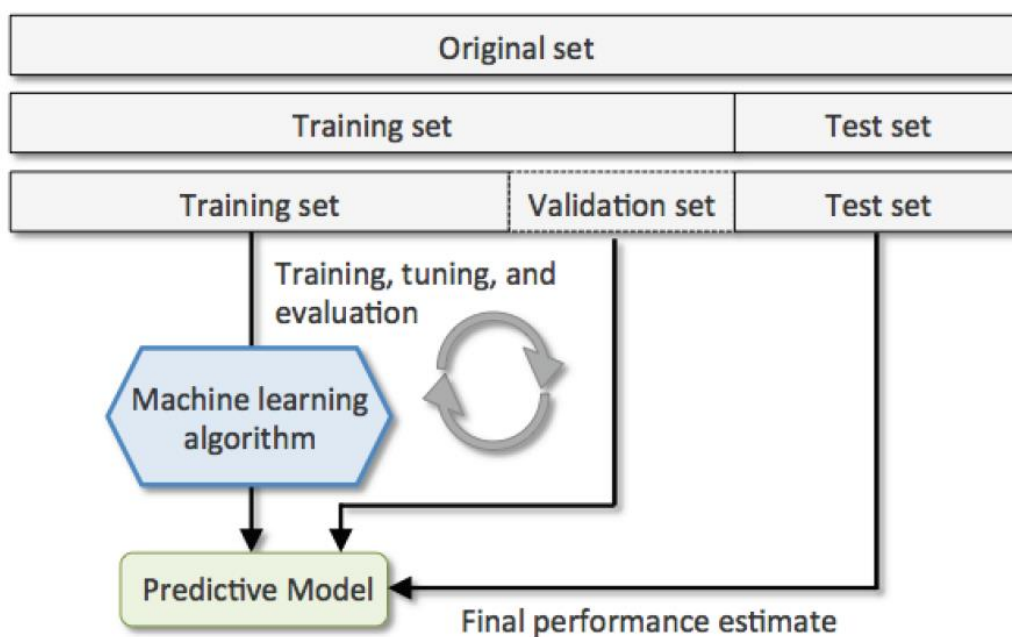 Original set
Training set
Test set
Training set
Validation set
Test set
Training, tuning, and
evaluation
Machine learning
algorithm
Predictive Model
Final performance estimate